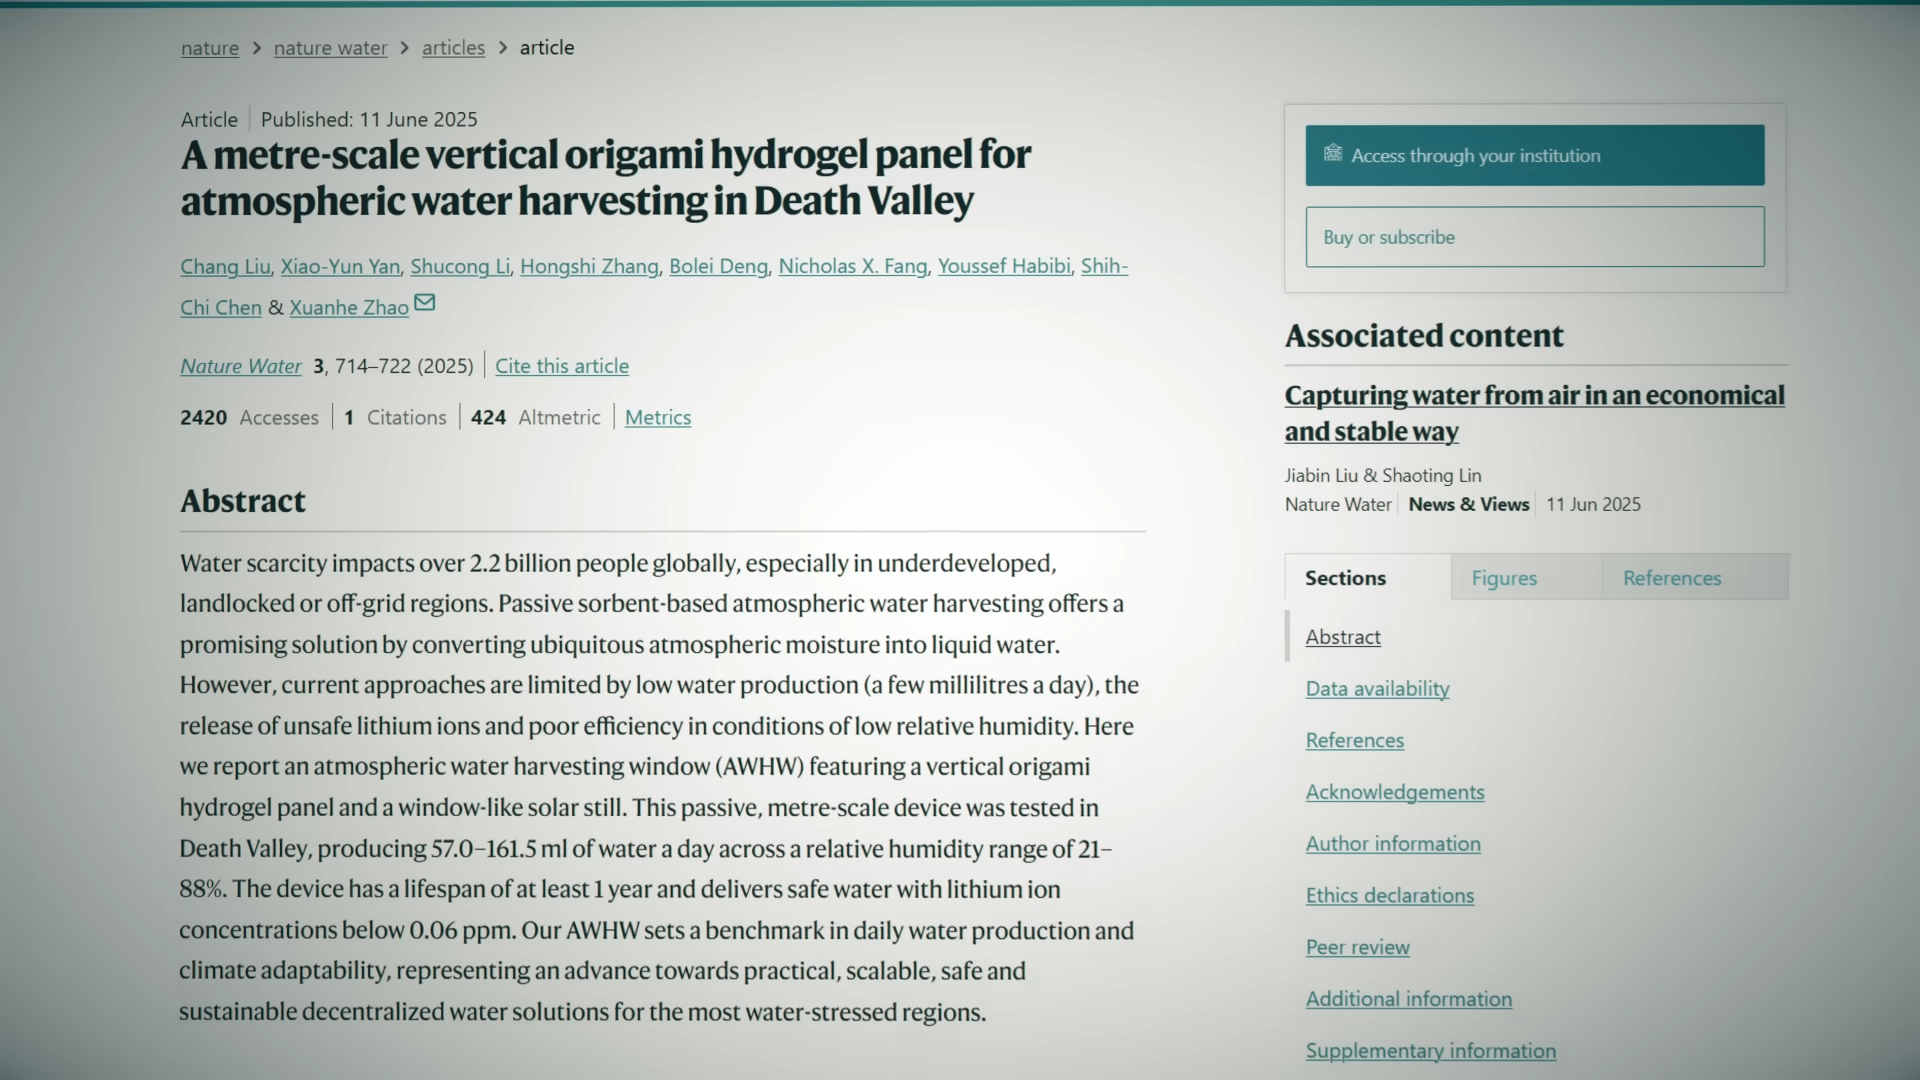 nature > nature water > articles > article
Article | Published: 11 June 2025
A metre-scale vertical origami hydrogel panel for
atmospheric water harvesting in Death Valley
Chang Liu, Xiao-Yun Yan, Shucong Li, Hongshi Zhang, Bolei Deng, Nicholas X. Fang, Youssef Habibi, Shih-
Chi Chen & Xuanhe Zhao
Nature Water 3, 714–722 (2025) | Cite this article
2420 Accesses | 1 Citations | 424 Altmetric | Metrics
Abstract
Water scarcity impacts over 2.2 billion people globally, especially in underdeveloped,
landlocked or off-grid regions. Passive sorbent-based atmospheric water harvesting offers a
promising solution by converting ubiquitous atmospheric moisture into liquid water.
However, current approaches are limited by low water production (a few millilitres a day), the
release of unsafe lithium ions and poor efficiency in conditions of low relative humidity. Here
we report an atmospheric water harvesting window (AWHW) featuring a vertical origami
hydrogel panel and a window-like solar still. This passive, metre-scale device was tested in
Death Valley, producing 57.0–161.5 ml of water a day across a relative humidity range of 21–
88%. The device has a lifespan of at least 1 year and delivers safe water with lithium ion
concentrations below 0.06 ppm. Our AWHW sets a benchmark in daily water production and
climate adaptability, representing an advance towards practical, scalable, safe and
sustainable decentralized water solutions for the most water-stressed regions.
Access through your institution
Buy or subscribe
Associated content
Capturing water from air in an economical
and stable way
Jiabin Liu & Shaoting Lin
Nature Water | News & Views | 11 Jun 2025
Sections Figures References
Abstract
Data availability
References
Acknowledgements
Author information
Ethics declarations
Peer review
Additional information
Supplementary information